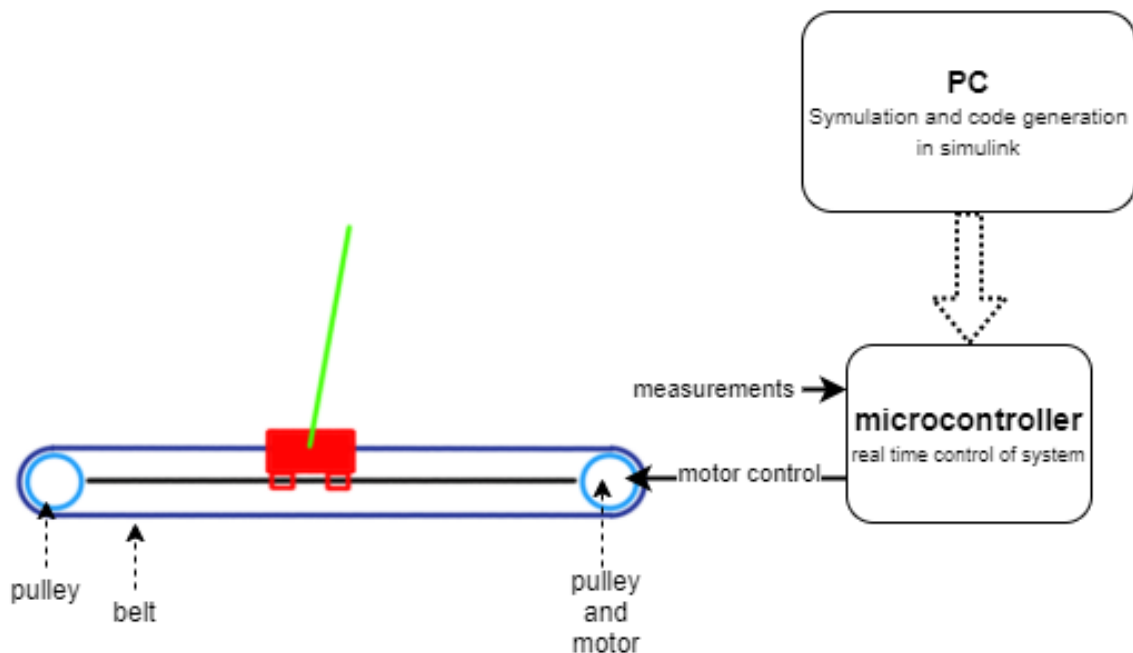 PC
Symulation and code generation
in simulink
measurements
microcontroller
real time control of system
motor control
pulley
belt
pulley
and
motor